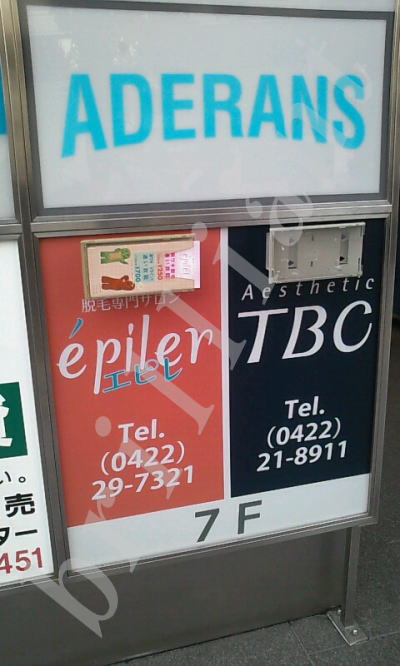 ADERANS
脱毛専門サロン
épiler
エピレ
Tel.
(0422)
29-7321
Aesthetic
TBC
Tel.
(0422)
21-8911
7F
い。
売
ター
451